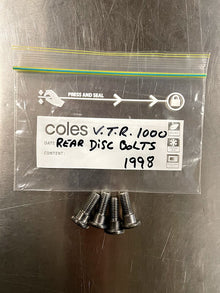 PRESS AND SEAL
coles V.T.R. 1000
DATE: REAR DISC BOLTS
CONTENT: 1998